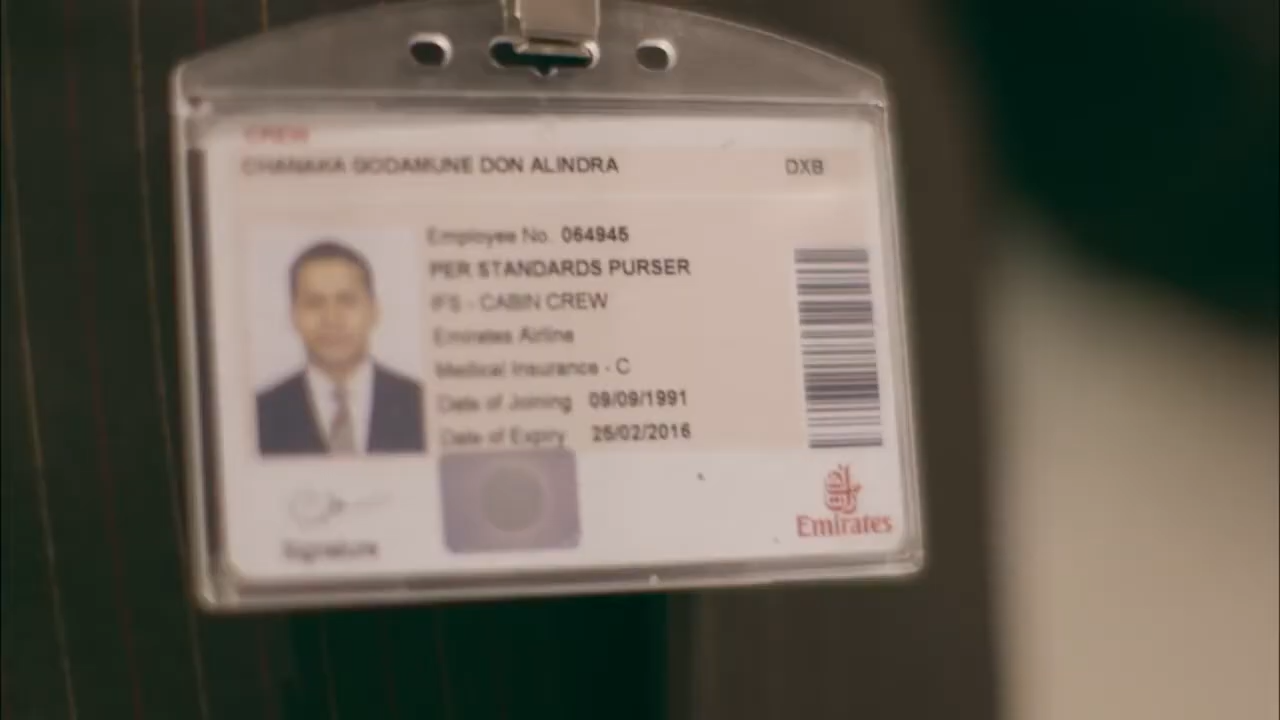 CREW
CHANAKA GODAMUNE DON ALINDRA
DXB
Employee No. 064945
PER STANDARDS PURSER
IFS - CABIN CREW
Emirates Airline
Medical Insurance - C
Date of Joining 09/09/1991
Date of Expiry 25/02/2016
Signature
Emirates